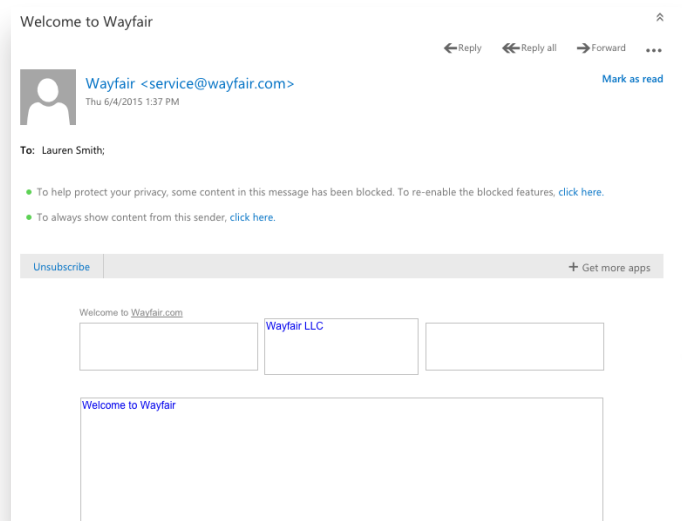 Welcome to Wayfair
Reply Reply all Forward
Wayfair <service@wayfair.com>
Mark as read
Thu 6/4/2015 1:37 PM
To: Lauren Smith;
To help protect your privacy, some content in this message has been blocked. To re-enable the blocked features, click here.
To always show content from this sender, click here.
Unsubscribe + Get more apps
Welcome to Wayfair.com
Wayfair LLC
Welcome to Wayfair